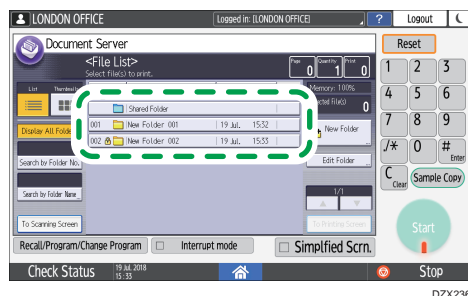 LONDON OFFICE
Logged in: [LONDON OFFICE]
?
Logout
Document Server
Reset
<File List>
Select file(s) to print.
Page
0
Quantity
1
Print
0
List
Thumbnails
Memory: 100%
Selected File(s)
0
Shared Folder
001 New Folder 001 19 Jul. 15:32
002 New Folder 002 19 Jul. 15:33
Display All Folders
New Folder
Search by Folder No.
Edit Folder
Search by Folder Name
1/1
To Scanning Screen
To Printing Screen
1 2 3
4 5 6
7 8 9
./* 0 # Enter
C Clear
Sample Copy
Start
Recall/Program/Change Program
Interrupt mode
Simplfied Scrn.
Check Status
19 Jul. 2018
15:33
Stop
DZX236